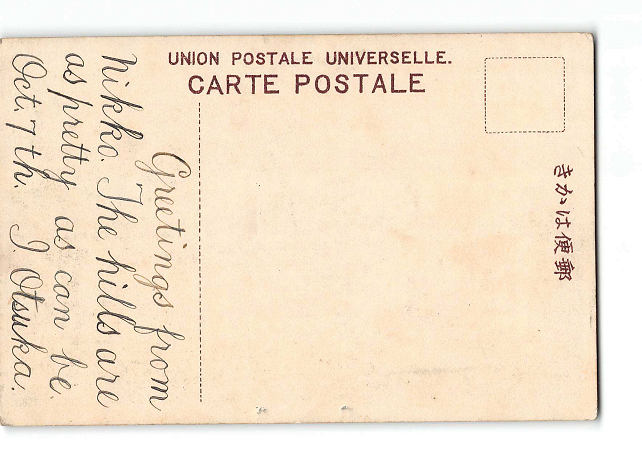 UNION POSTALE UNIVERSELLE.
CARTE POSTALE
きかは便郵
Greetings from
Nikko. The hills are
as pretty as can be.
Oct. 7th. I. Otsuka.